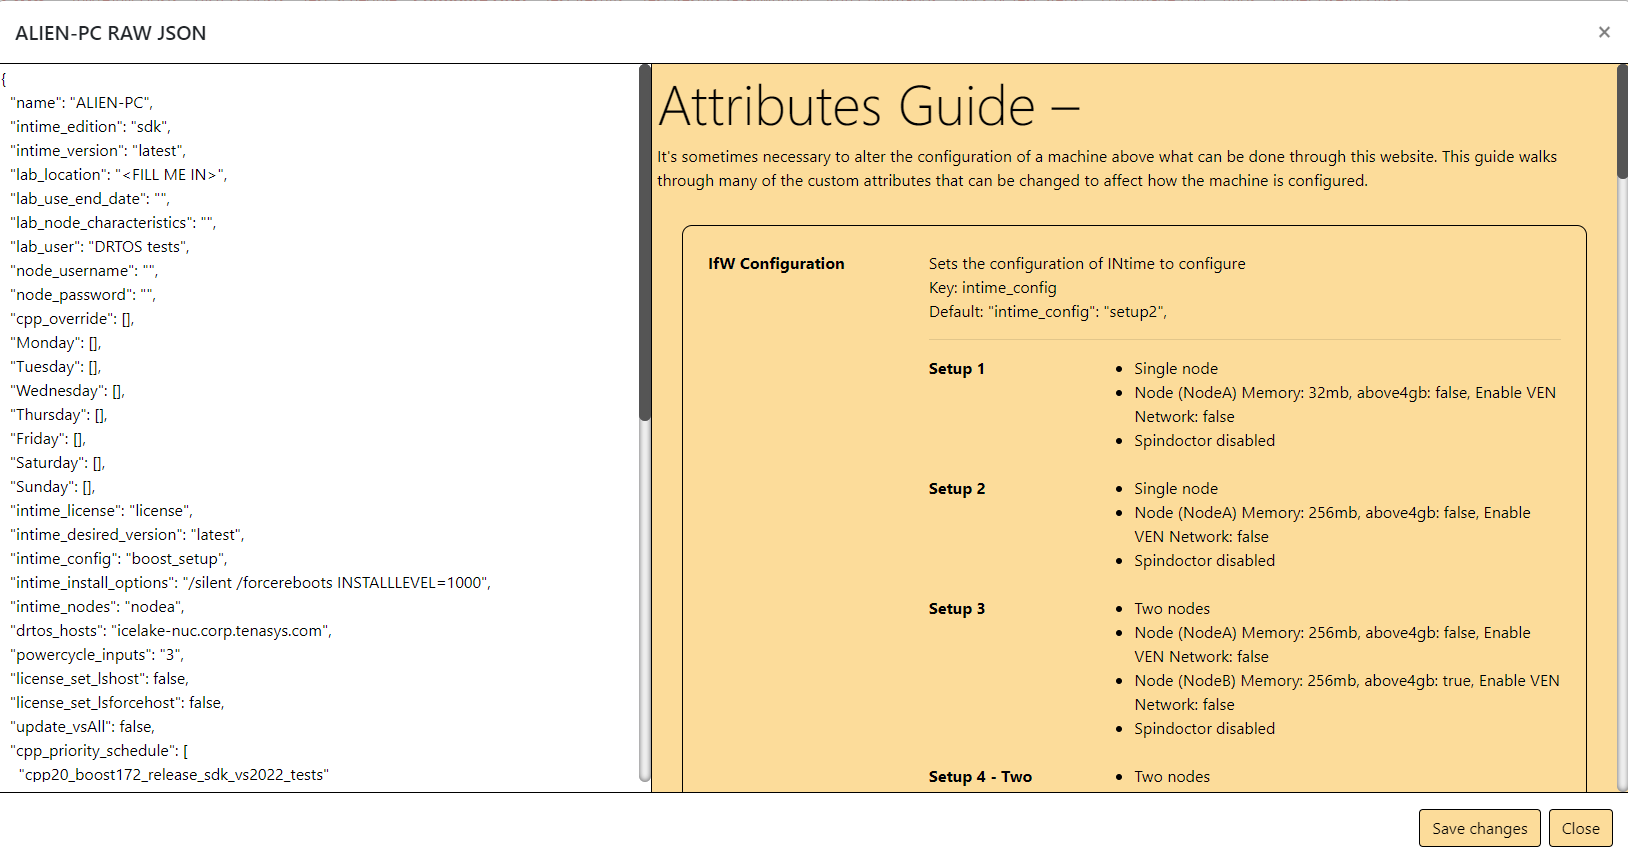 ALIEN-PC RAW JSON
×
{
"name": "ALIEN-PC",
"intime_edition": "sdk",
"intime_version": "latest",
"lab_location": "<FILL ME IN>",
"lab_use_end_date": "",
"lab_node_characteristics": "",
"lab_user": "DRTOS tests",
"node_username": "",
"node_password": "",
"cpp_override": [],
"Monday": [],
"Tuesday": [],
"Wednesday": [],
"Thursday": [],
"Friday": [],
"Saturday": [],
"Sunday": [],
"intime_license": "license",
"intime_desired_version": "latest",
"intime_config": "boost_setup",
"intime_install_options": "/silent /forcereboots INSTALLLEVEL=1000",
"intime_nodes": "nodea",
"drtos_hosts": "icelake-nuc.corp.tenasys.com",
"powercycle_inputs": "3",
"license_set_lshost": false,
"license_set_lsforcehost": false,
"update_vsAll": false,
"cpp_priority_schedule": [
"cpp20_boost172_release_sdk_vs2022_tests"
Attributes Guide –
It's sometimes necessary to alter the configuration of a machine above what can be done through this website. This guide walks
through many of the custom attributes that can be changed to affect how the machine is configured.
IfW Configuration
Sets the configuration of INtime to configure
Key: intime_config
Default: "intime_config": "setup2",
Setup 1
• Single node
• Node (NodeA) Memory: 32mb, above4gb: false, Enable VEN
Network: false
• Spindoctor disabled
Setup 2
• Single node
• Node (NodeA) Memory: 256mb, above4gb: false, Enable
VEN Network: false
• Spindoctor disabled
Setup 3
• Two nodes
• Node (NodeA) Memory: 256mb, above4gb: false, Enable
VEN Network: false
• Node (NodeB) Memory: 256mb, above4gb: true, Enable VEN
Network: false
• Spindoctor disabled
Setup 4 - Two
• Two nodes
Save changes
Close